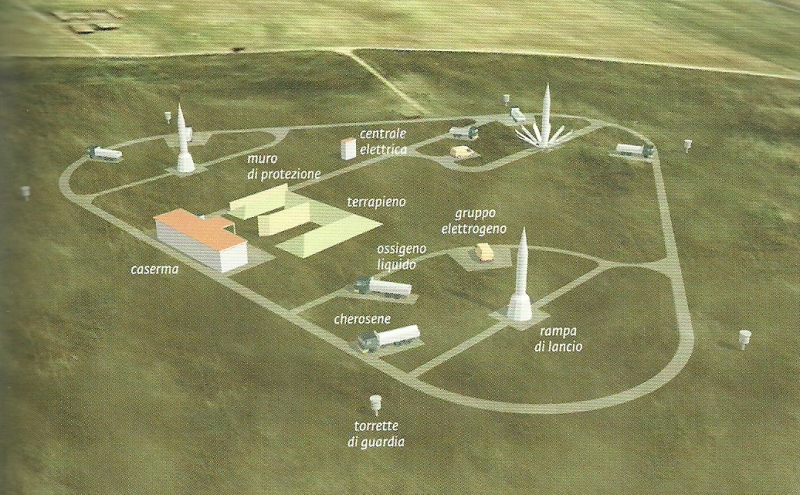 centrale
elettrica
muro
di protezione
terrapieno
gruppo
elettrogeno
ossigeno
liquido
caserma
cherosene
rampa
di lancio
torrette
di guardia